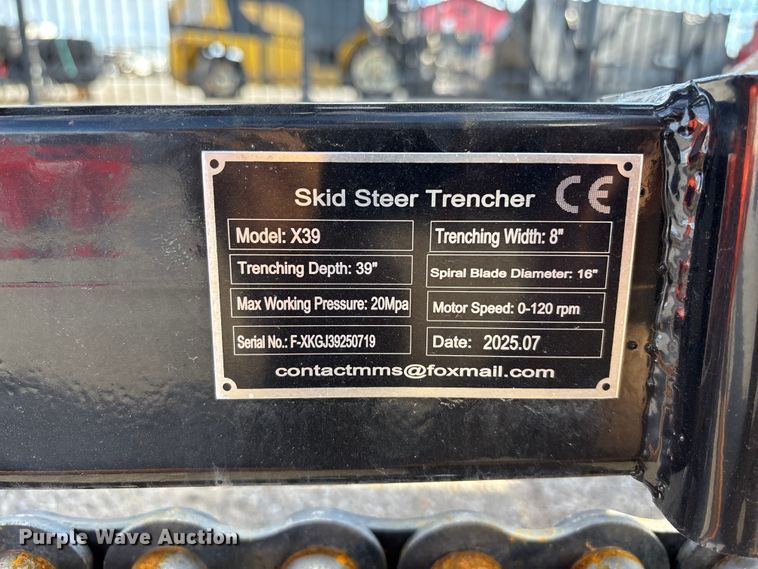 Skid Steer Trencher CE
Model: X39
Trenching Width: 8"
Trenching Depth: 39"
Spiral Blade Diameter: 16"
Max Working Pressure: 20Mpa
Motor Speed: 0-120 rpm
Serial No.: F-XKGJ39250719
Date: 2025.07
contactmms@foxmail.com
Purple Wave Auction